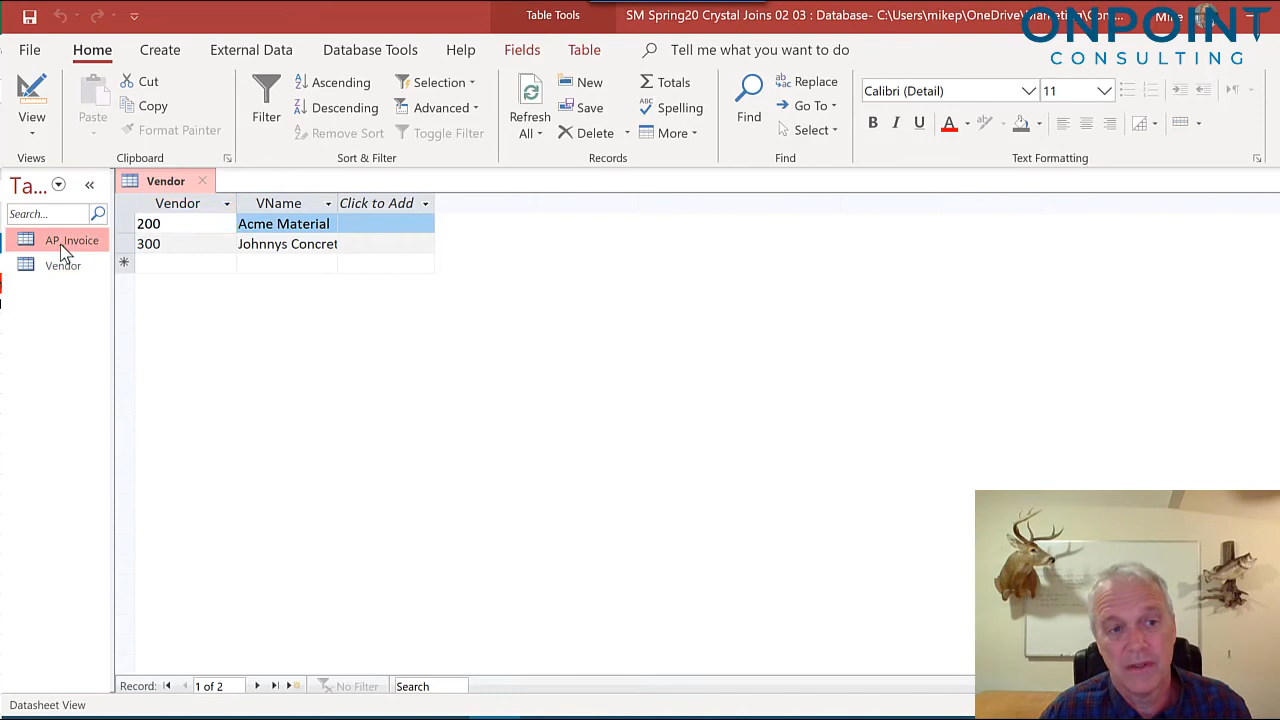 Table Tools
SM Spring20 Crystal Joins 02 03 : Database- C:\Users\mikep\OneDrive\
Mike
ONPOINT
CONSULTING
File
Home
Create
External Data
Database Tools
Help
Fields
Table
Tell me what you want to do
View
Views
Paste
Cut
Copy
Format Painter
Clipboard
Filter
Ascending
Descending
Remove Sort
Selection
Advanced
Toggle Filter
Sort & Filter
Refresh
All
New
Save
Delete
Totals
Spelling
More
Records
Find
Replace
Go To
Select
Find
Calibri (Detail)
11
B I U A
Text Formatting
Ta...
Search...
AP_Invoice
Vendor
Vendor
Vendor VName Click to Add
200 Acme Material
300 Johnnys Concret
Record: 1 of 2 No Filter Search
Datasheet View